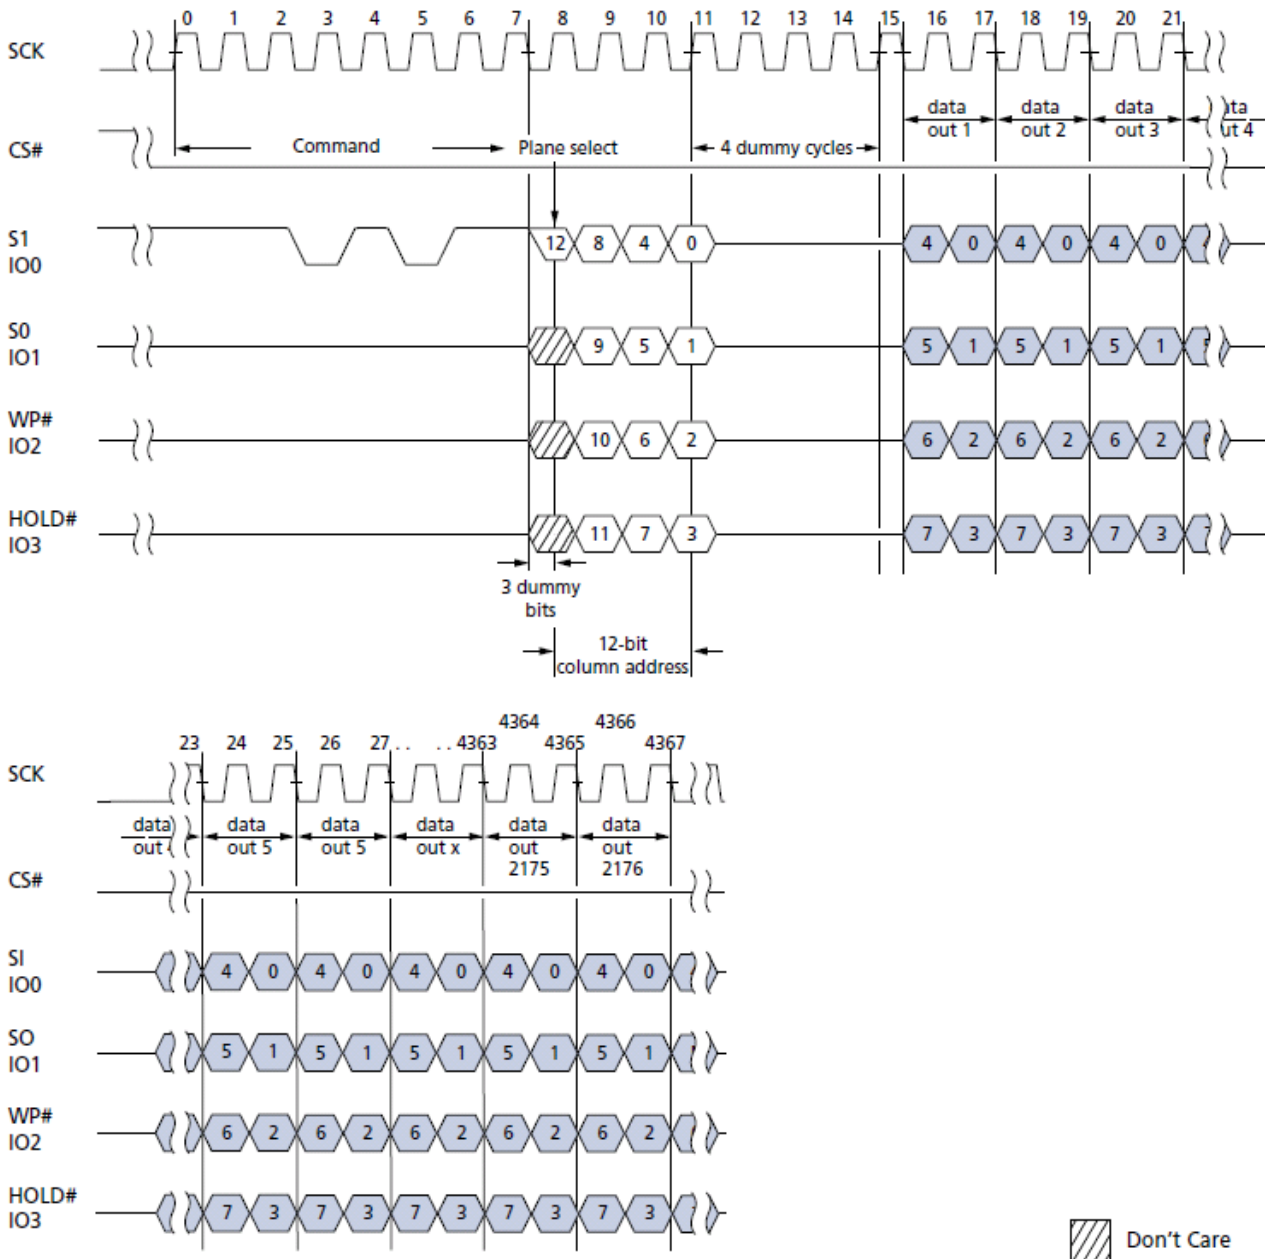 0 1 2 3 4 5 6 7 8 9 10 11 12 13 14 15 16 17 18 19 20 21
SCK
data out 1 data out 2 data out 3 ata ut 4
CS#
Command Plane select 4 dummy cycles
S1
IO0
12 8 4 0 4 0 4 0 4 0
S0
IO1
9 5 1 5 1 5 1 5 1
WP#
IO2
10 6 2 6 2 6 2 6 2
HOLD#
IO3
11 7 3 7 3 7 3 7 3
3 dummy
bits
12-bit
column address
4364 4366
23 24 25 26 27 . . . . 4363 4365 4367
SCK
data data data data data data
out out 5 out 5 out x out out
2175 2176
CS#
SI
IO0
4 0 4 0 4 0 4 0 4 0
SO
IO1
5 1 5 1 5 1 5 1 5 1
WP#
IO2
6 2 6 2 6 2 6 2 6 2
HOLD#
IO3
7 3 7 3 7 3 7 3 7 3
Don't Care